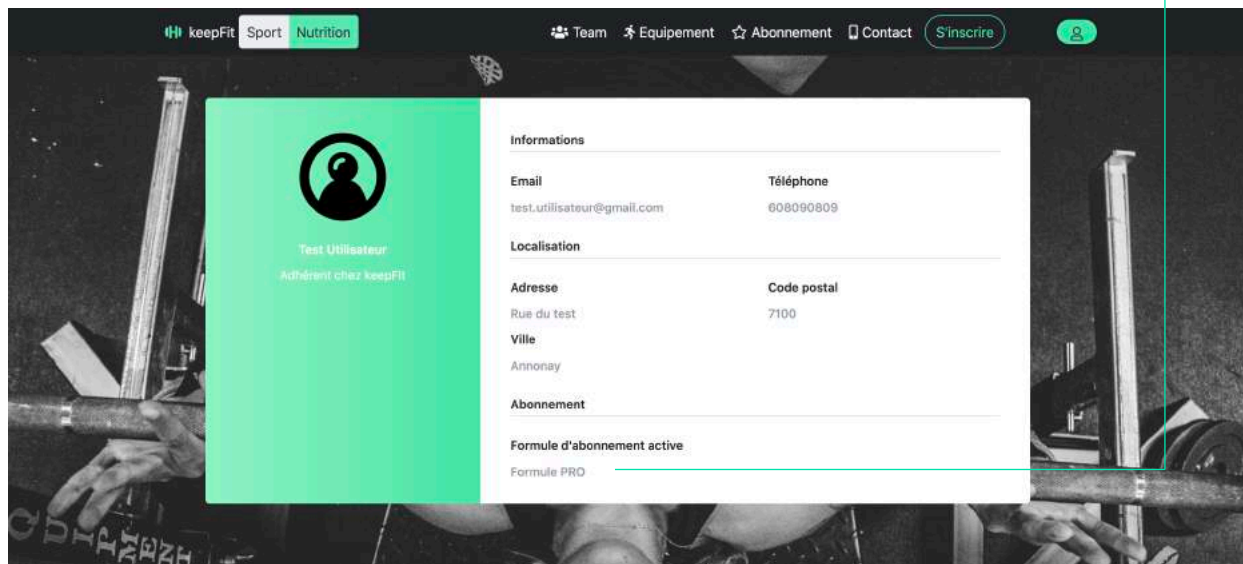 keepFit Sport Nutrition Team Equipement Abonnement Contact S'inscrire
Test Utilisateur
Adhérent chez keepFit
Informations
Email Téléphone
test.utilisateur@gmail.com 608090809
Localisation
Adresse Code postal
Rue du test 7100
Ville
Annonay
Abonnement
Formule d'abonnement active
Formule PRO
QUIPMENT